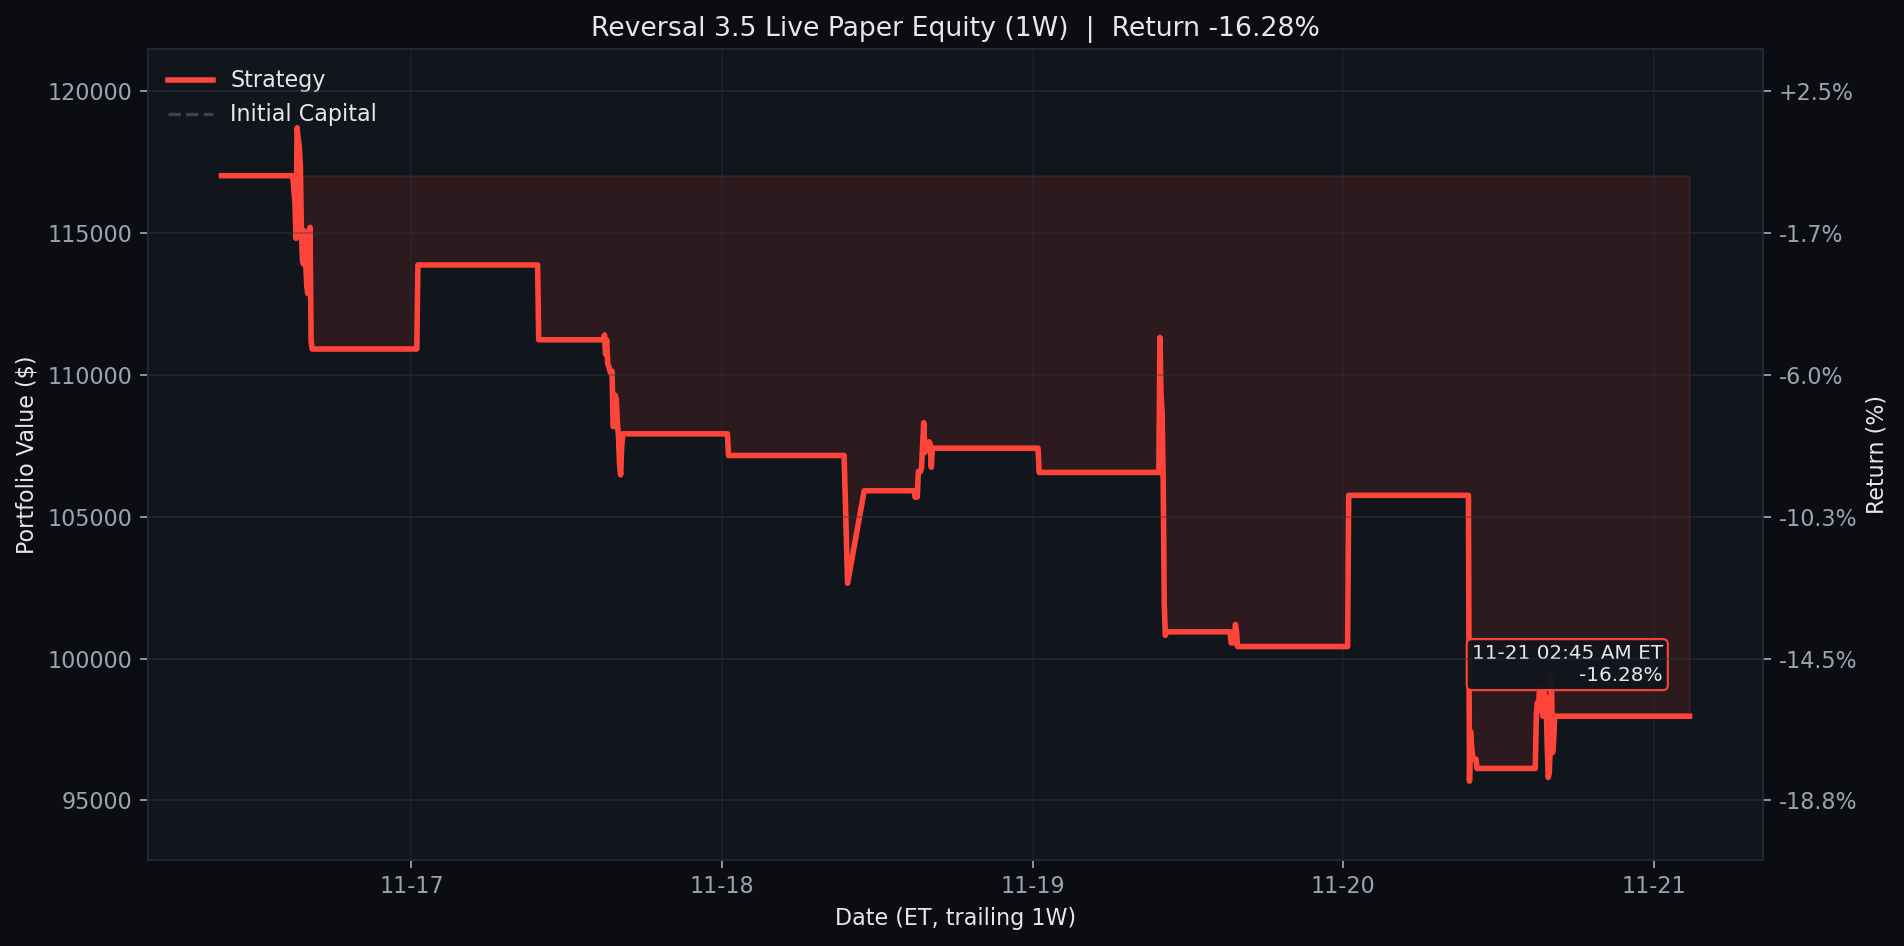 Reversal 3.5 Live Paper Equity (1W)  |  Return -16.28%
Strategy
Initial Capital
120000
115000
110000
105000
100000
95000
Portfolio Value ($)
+2.5%
-1.7%
-6.0%
-10.3%
-14.5%
-18.8%
Return (%)
11-21 02:45 AM ET
-16.28%
11-17
11-18
11-19
11-20
11-21
Date (ET, trailing 1W)